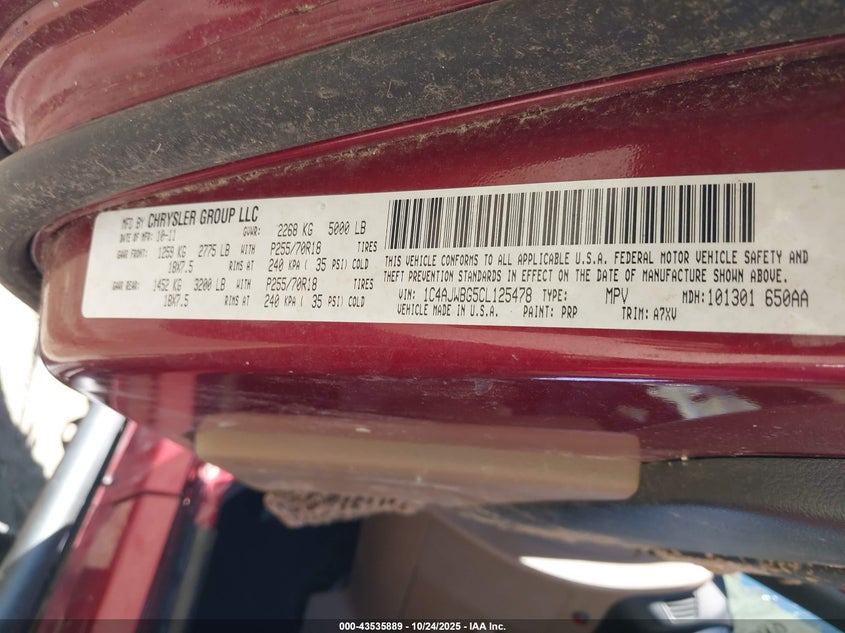 MFD BY CHRYSLER GROUP LLC
DATE OF MFR: 10-11 GVWR: 2268 KG 5000 LB
GAWR FRONT: 1259 KG 2775 LB WITH P255/70R18 TIRES
18X7.5 RIMS AT 240 KPA ( 35 PSI) COLD
GAWR REAR: 1452 KG 3200 LB WITH P255/70R18 TIRES
18X7.5 RIMS AT 240 KPA ( 35 PSI) COLD
THIS VEHICLE CONFORMS TO ALL APPLICABLE U.S.A. FEDERAL MOTOR VEHICLE SAFETY AND
THEFT PREVENTION STANDARDS IN EFFECT ON THE DATE OF MANUFACTURE SHOWN ABOVE.
VIN: 1C4AJWBG5CL125478 TYPE: MPV MDH:101301 650AA
VEHICLE MADE IN U.S.A. PAINT: PRP TRIM: A7XV
000-43535889 - 10/24/2025 - IAA Inc.